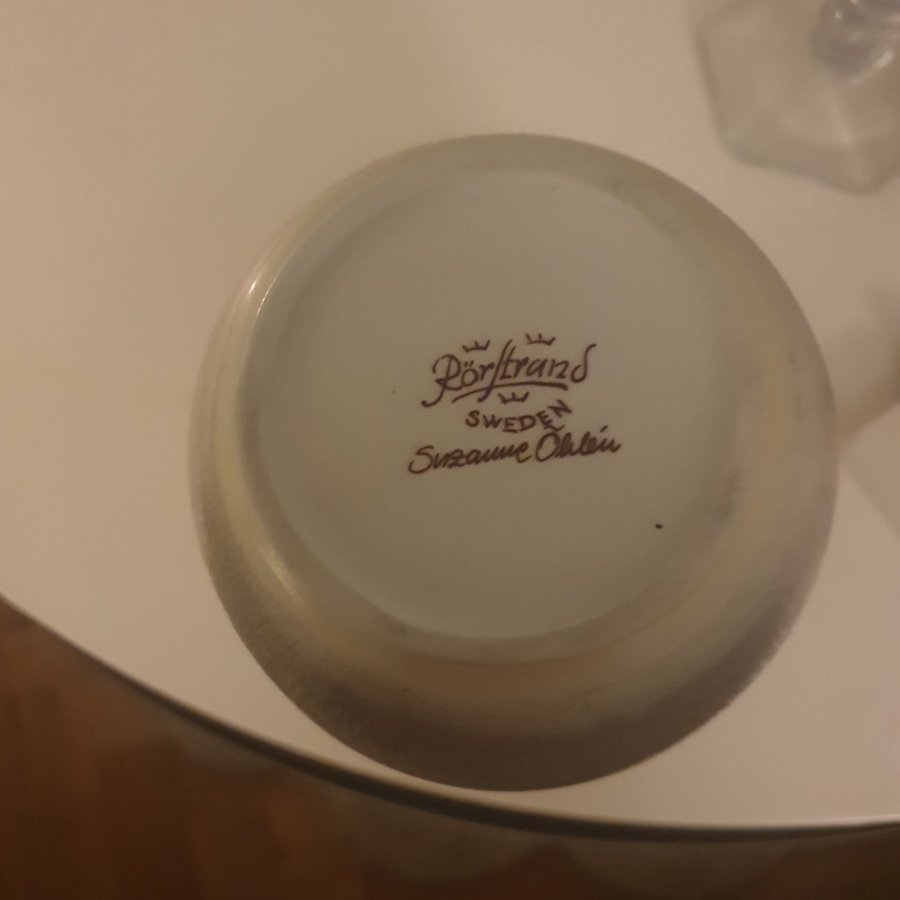 Rörstrand
SWEDEN
Suzanne Öhlén